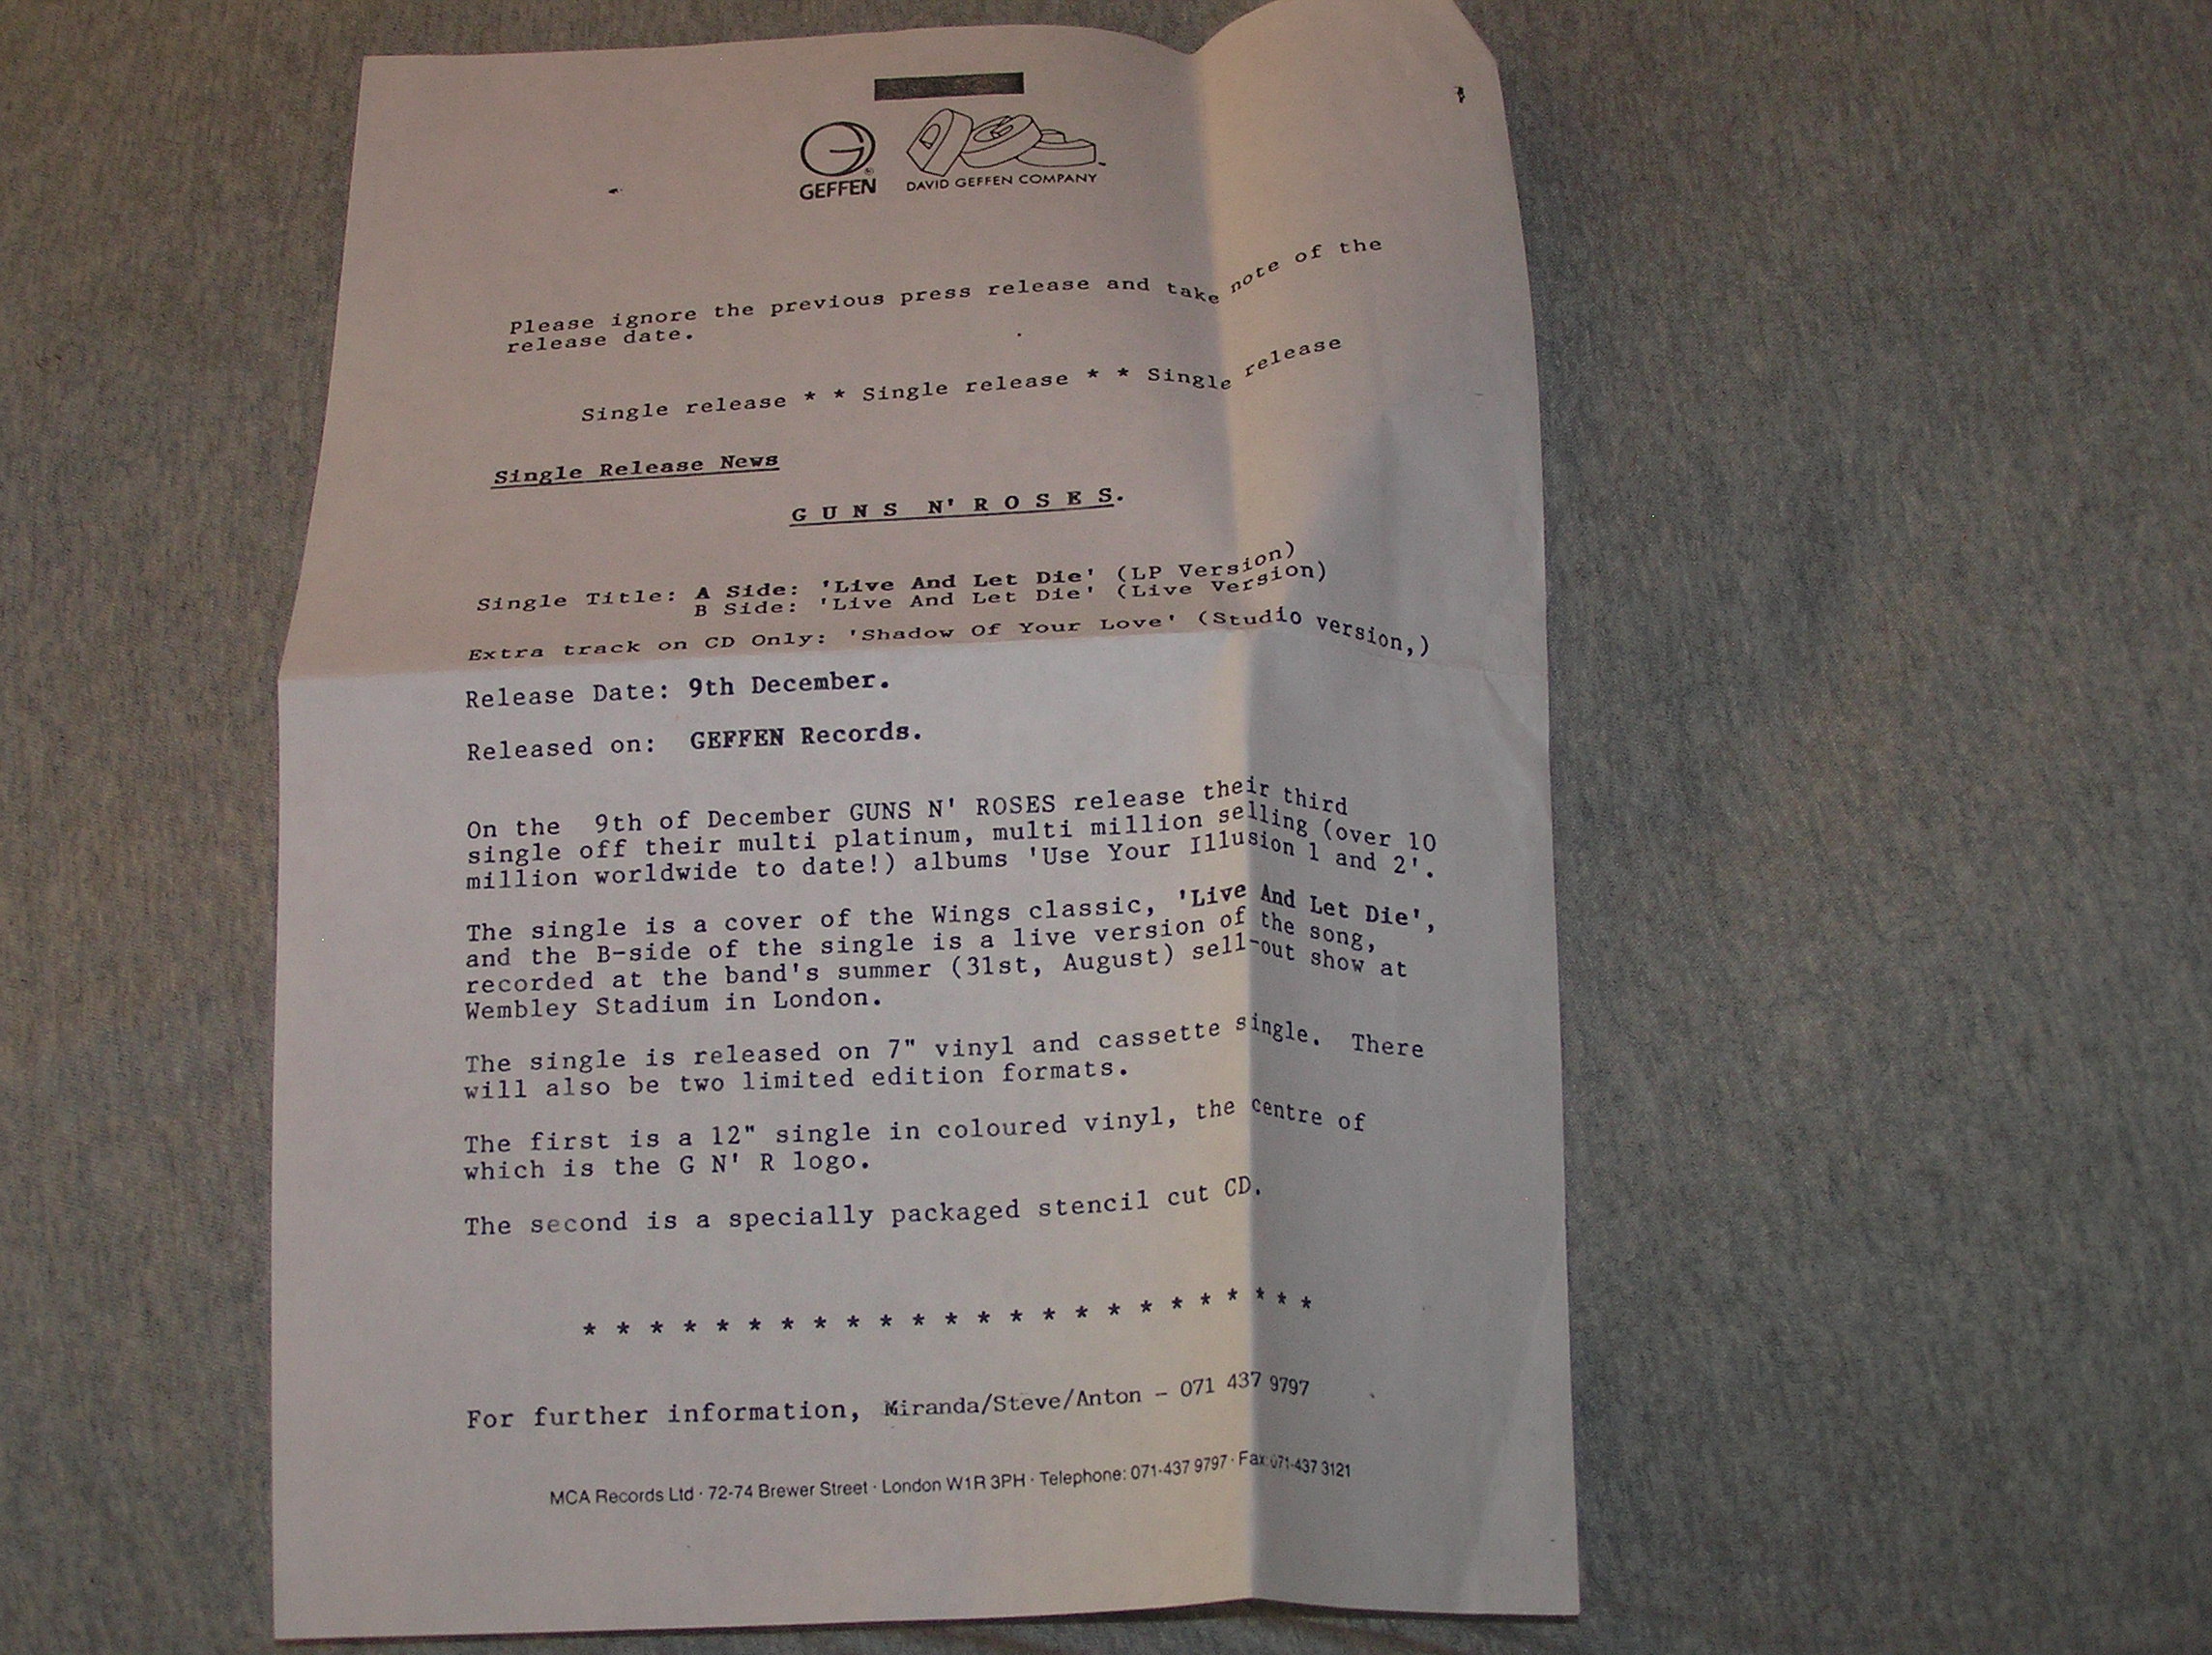 GEFFEN
DAVID GEFFEN COMPANY
Please ignore the previous press release and take note of the
release date.
Single release * * Single release * * Single release
Single Release News
G U N S  N' R O S E S.
Single Title: A Side: 'Live And Let Die' (LP Version)
B Side: 'Live And Let Die' (Live Version)
Extra track on CD Only: 'Shadow Of Your Love' (Studio version,)
Release Date: 9th December.
Released on: GEFFEN Records.
On the 9th of December GUNS N' ROSES release their third
single off their multi platinum, multi million selling (over 10
million worldwide to date!) albums 'Use Your Illusion 1 and 2'.
The single is a cover of the Wings classic, 'Live And Let Die',
and the B-side of the single is a live version of the song,
recorded at the band's summer (31st, August) sell-out show at
Wembley Stadium in London.
The single is released on 7" vinyl and cassette single. There
will also be two limited edition formats.
The first is a 12" single in coloured vinyl, the centre of
which is the G N' R logo.
The second is a specially packaged stencil cut CD.
* * * * * * * * * * * * * * * * * * * * * * *
For further information, Miranda/Steve/Anton - 071 437 9797
MCA Records Ltd · 72-74 Brewer Street · London W1R 3PH · Telephone: 071-437 9797 · Fax: 071-437 3121